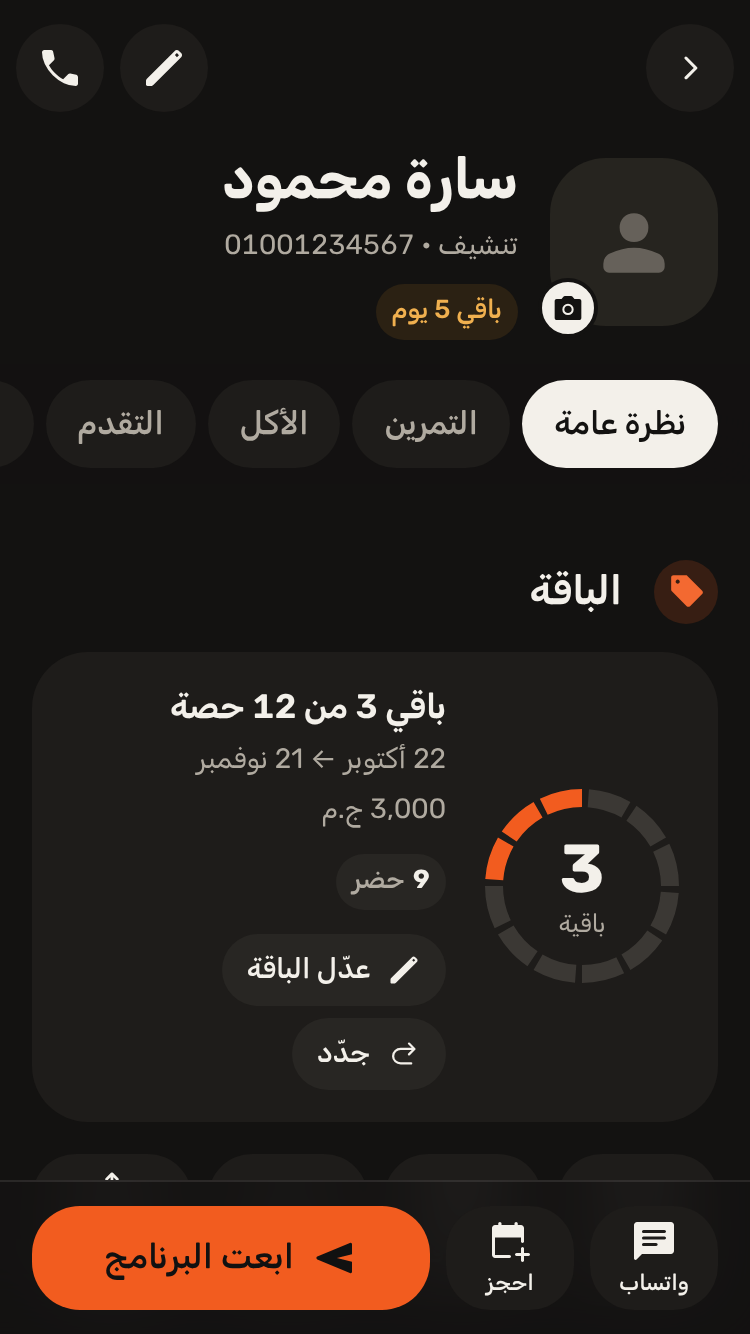 سارة محمود
تنشيف • 01001234567
باقي 5 يوم
نظرة عامة
التمرين
الأكل
التقدم
الباقة
باقي 3 من 12 حصة
22 أكتوبر ← 21 نوفمبر
3,000 ج.م
9 حضر
3
باقية
عدّل الباقة
جدّد
واتساب
احجز
ابعت البرنامج